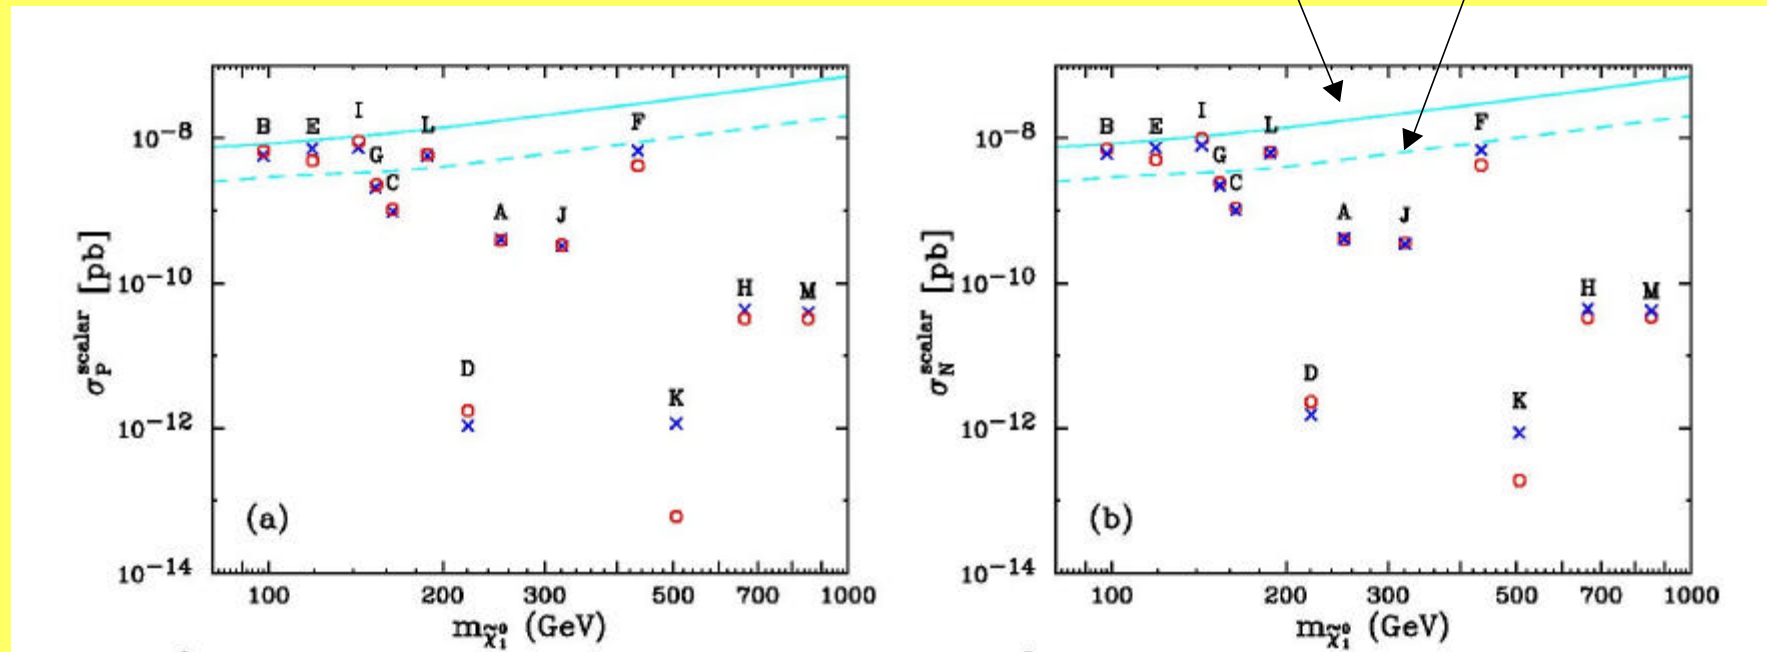 σ_P^scalar [pb]
10^-8
10^-10
10^-12
10^-14
B E I G C L F
A J
H M
D
K
(a)
100 200 300 500 700 1000
m_χ̃₁⁰ (GeV)
σ_N^scalar [pb]
10^-8
10^-10
10^-12
10^-14
B E I G C L F
A J
H M
D
K
(b)
100 200 300 500 700 1000
m_χ̃₁⁰ (GeV)